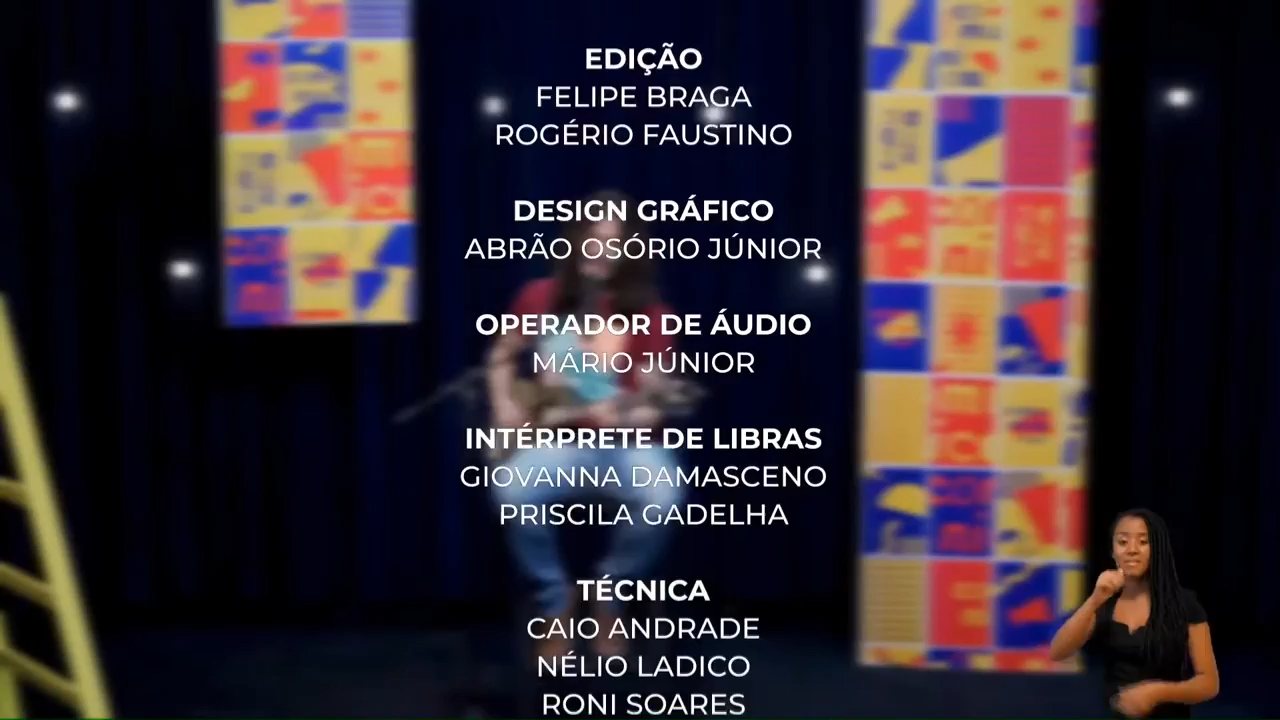 EDIÇÃO
FELIPE BRAGA
ROGÉRIO FAUSTINO
DESIGN GRÁFICO
ABRÃO OSÓRIO JÚNIOR
OPERADOR DE ÁUDIO
MÁRIO JÚNIOR
INTÉRPRETE DE LIBRAS
GIOVANNA DAMASCENO
PRISCILA GADELHA
TÉCNICA
CAIO ANDRADE
NÉLIO LADICO
RONI SOARES